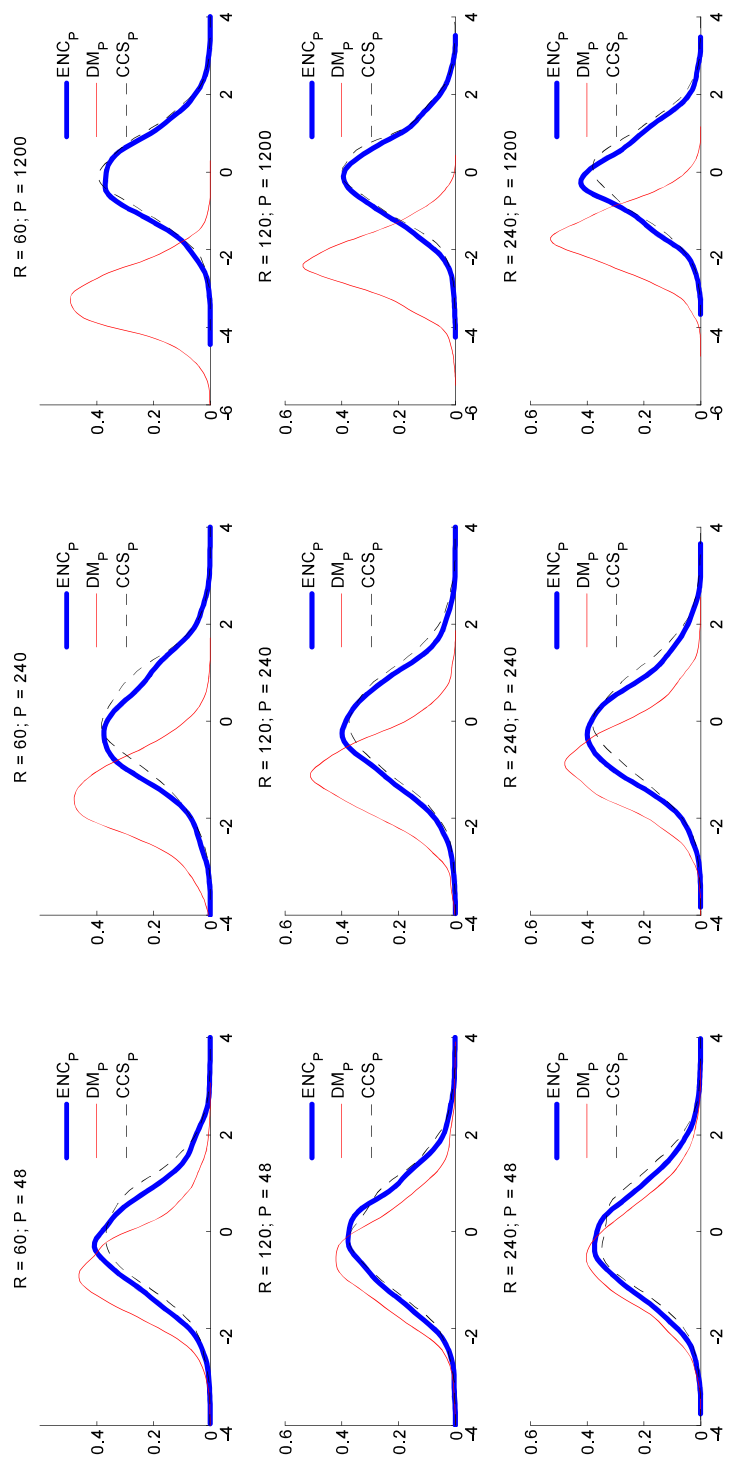 R = 60; P = 48
ENC_P
DM_P
CCS_P
0.4
0.2
0
-4 -2 0 2 4
R = 60; P = 240
ENC_P
DM_P
CCS_P
0.4
0.2
0
-4 -2 0 2 4
R = 60; P = 1200
ENC_P
DM_P
CCS_P
0.4
0.2
0
-6 -4 -2 0 2 4
R = 120; P = 48
ENC_P
DM_P
CCS_P
0.6
0.4
0.2
0
-4 -2 0 2 4
R = 120; P = 240
ENC_P
DM_P
CCS_P
0.6
0.4
0.2
0
-4 -2 0 2 4
R = 120; P = 1200
ENC_P
DM_P
CCS_P
0.6
0.4
0.2
0
-6 -4 -2 0 2 4
R = 240; P = 48
ENC_P
DM_P
CCS_P
0.6
0.4
0.2
0
-4 -2 0 2 4
R = 240; P = 240
ENC_P
DM_P
CCS_P
0.6
0.4
0.2
0
-4 -2 0 2 4
R = 240; P = 1200
ENC_P
DM_P
CCS_P
0.6
0.4
0.2
0
-6 -4 -2 0 2 4